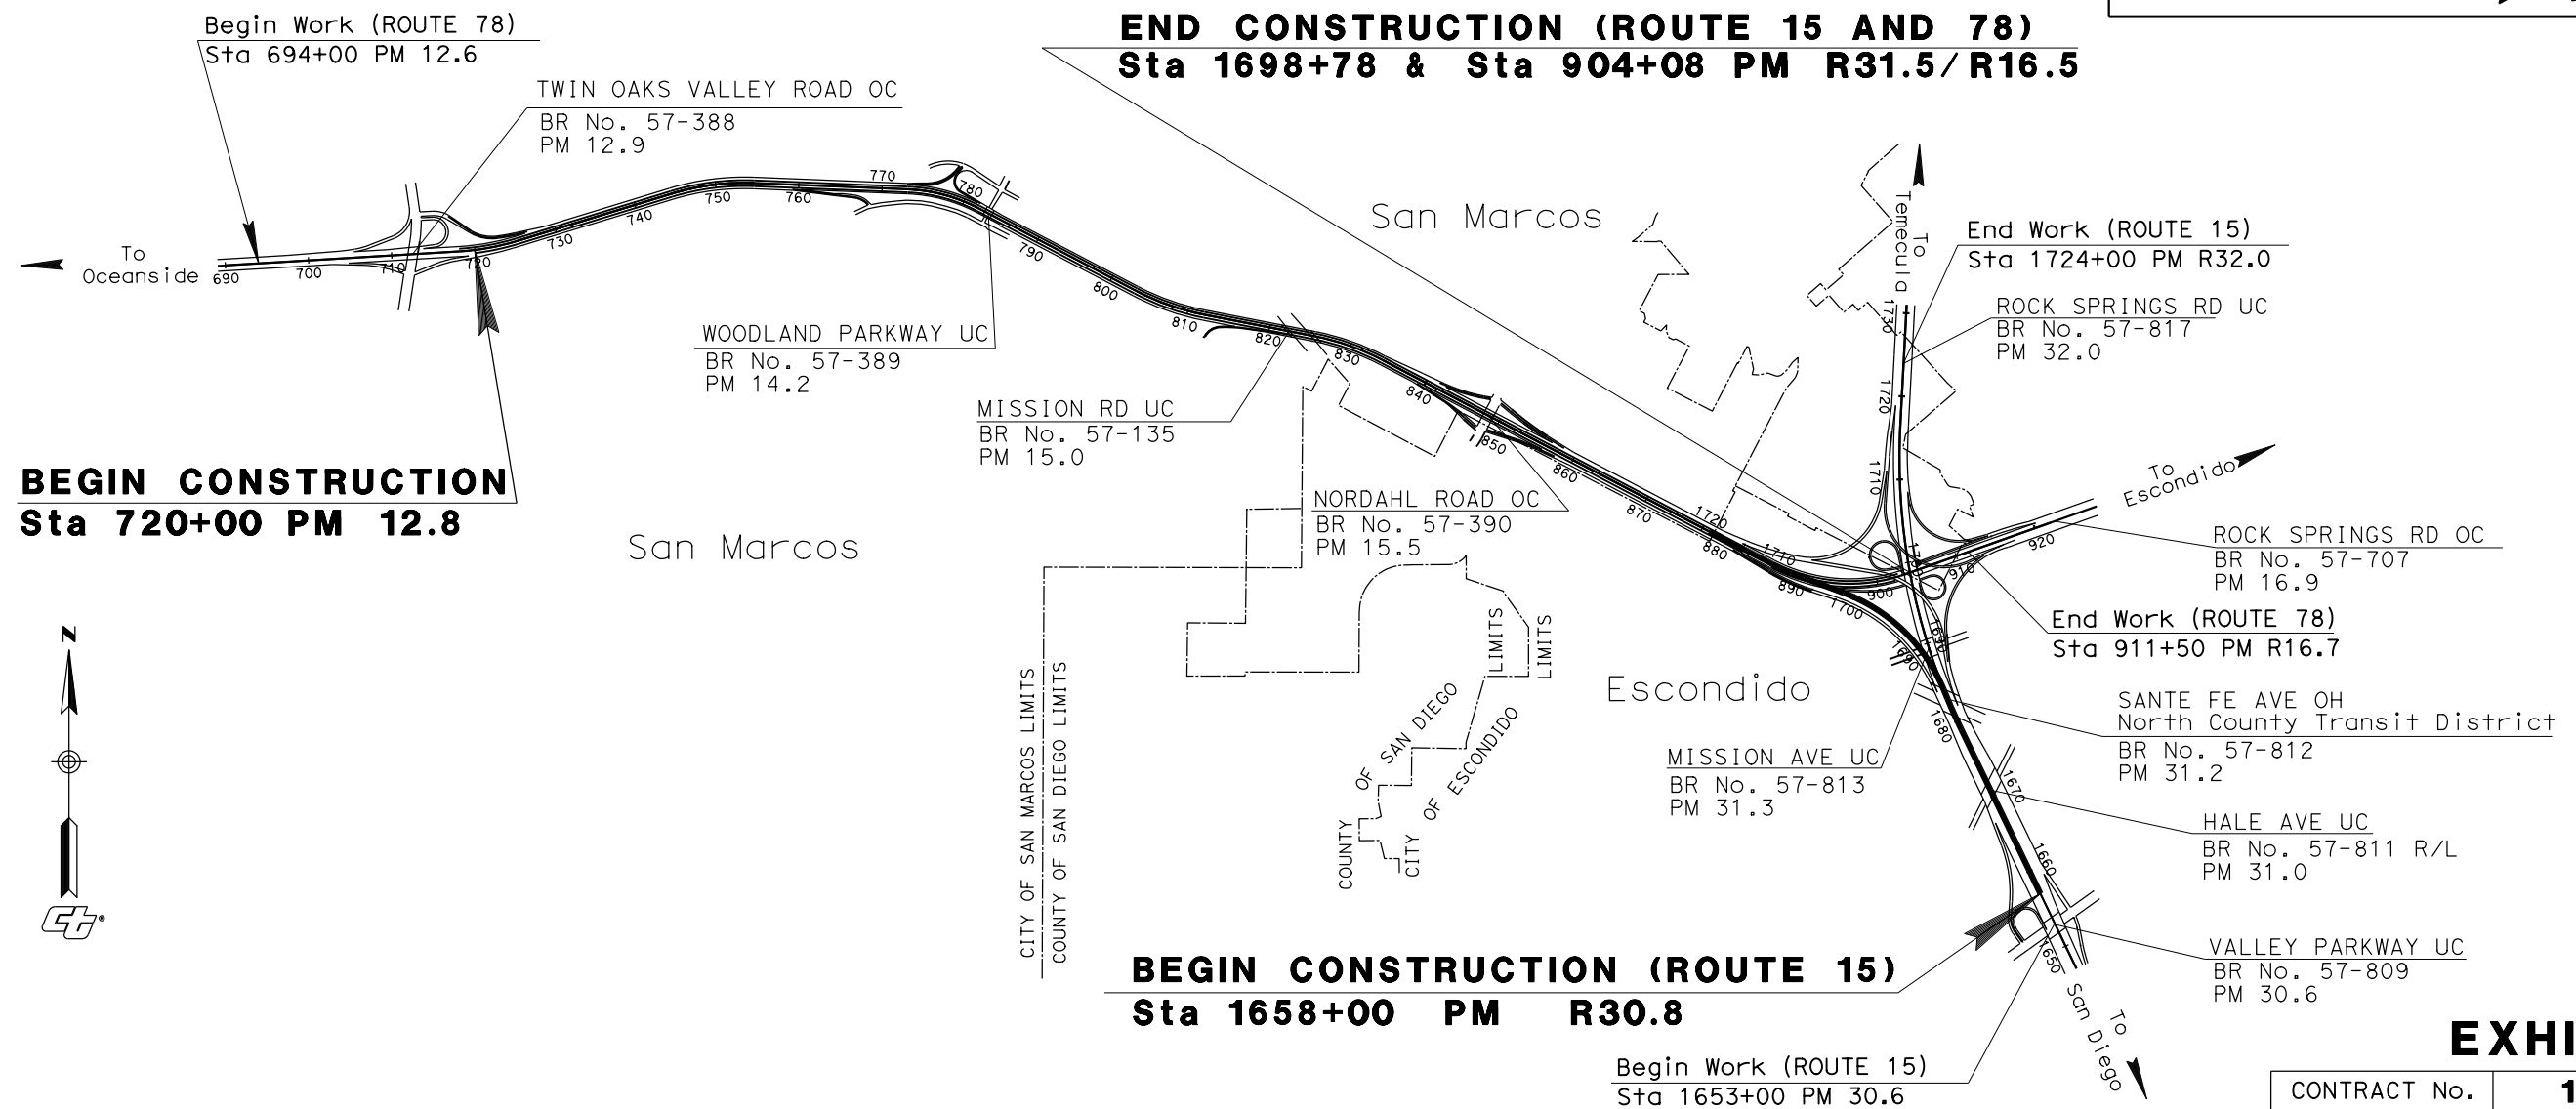 Begin Work (ROUTE 78)
Sta 694+00 PM 12.6
END CONSTRUCTION (ROUTE 15 AND 78)
Sta 1698+78 & Sta 904+08 PM R31.5/R16.5
TWIN OAKS VALLEY ROAD OC
BR No. 57-388
PM 12.9
To
Oceanside
690
700
710
720
730
740
750
760
770
780
790
800
810
820
830
840
850
860
870
880
890
900
910
920
San Marcos
To
Temecula
End Work (ROUTE 15)
Sta 1724+00 PM R32.0
ROCK SPRINGS RD UC
BR No. 57-817
PM 32.0
WOODLAND PARKWAY UC
BR No. 57-389
PM 14.2
MISSION RD UC
BR No. 57-135
PM 15.0
BEGIN CONSTRUCTION
Sta 720+00 PM 12.8
NORDAHL ROAD OC
BR No. 57-390
PM 15.5
San Marcos
1730
1720
1710
1700
1690
1720
1710
1700
1690
1680
1670
1660
1650
To
Escondido
ROCK SPRINGS RD OC
BR No. 57-707
PM 16.9
End Work (ROUTE 78)
Sta 911+50 PM R16.7
N
CITY OF SAN MARCOS LIMITS
COUNTY OF SAN DIEGO LIMITS
COUNTY OF SAN DIEGO LIMITS
CITY OF ESCONDIDO LIMITS
Escondido
MISSION AVE UC
BR No. 57-813
PM 31.3
SANTE FE AVE OH
North County Transit District
BR No. 57-812
PM 31.2
HALE AVE UC
BR No. 57-811 R/L
PM 31.0
VALLEY PARKWAY UC
BR No. 57-809
PM 30.6
Ct®
BEGIN CONSTRUCTION (ROUTE 15)
Sta 1658+00 PM R30.8
Begin Work (ROUTE 15)
Sta 1653+00 PM 30.6
To
San Diego
EXHI
CONTRACT No.
1